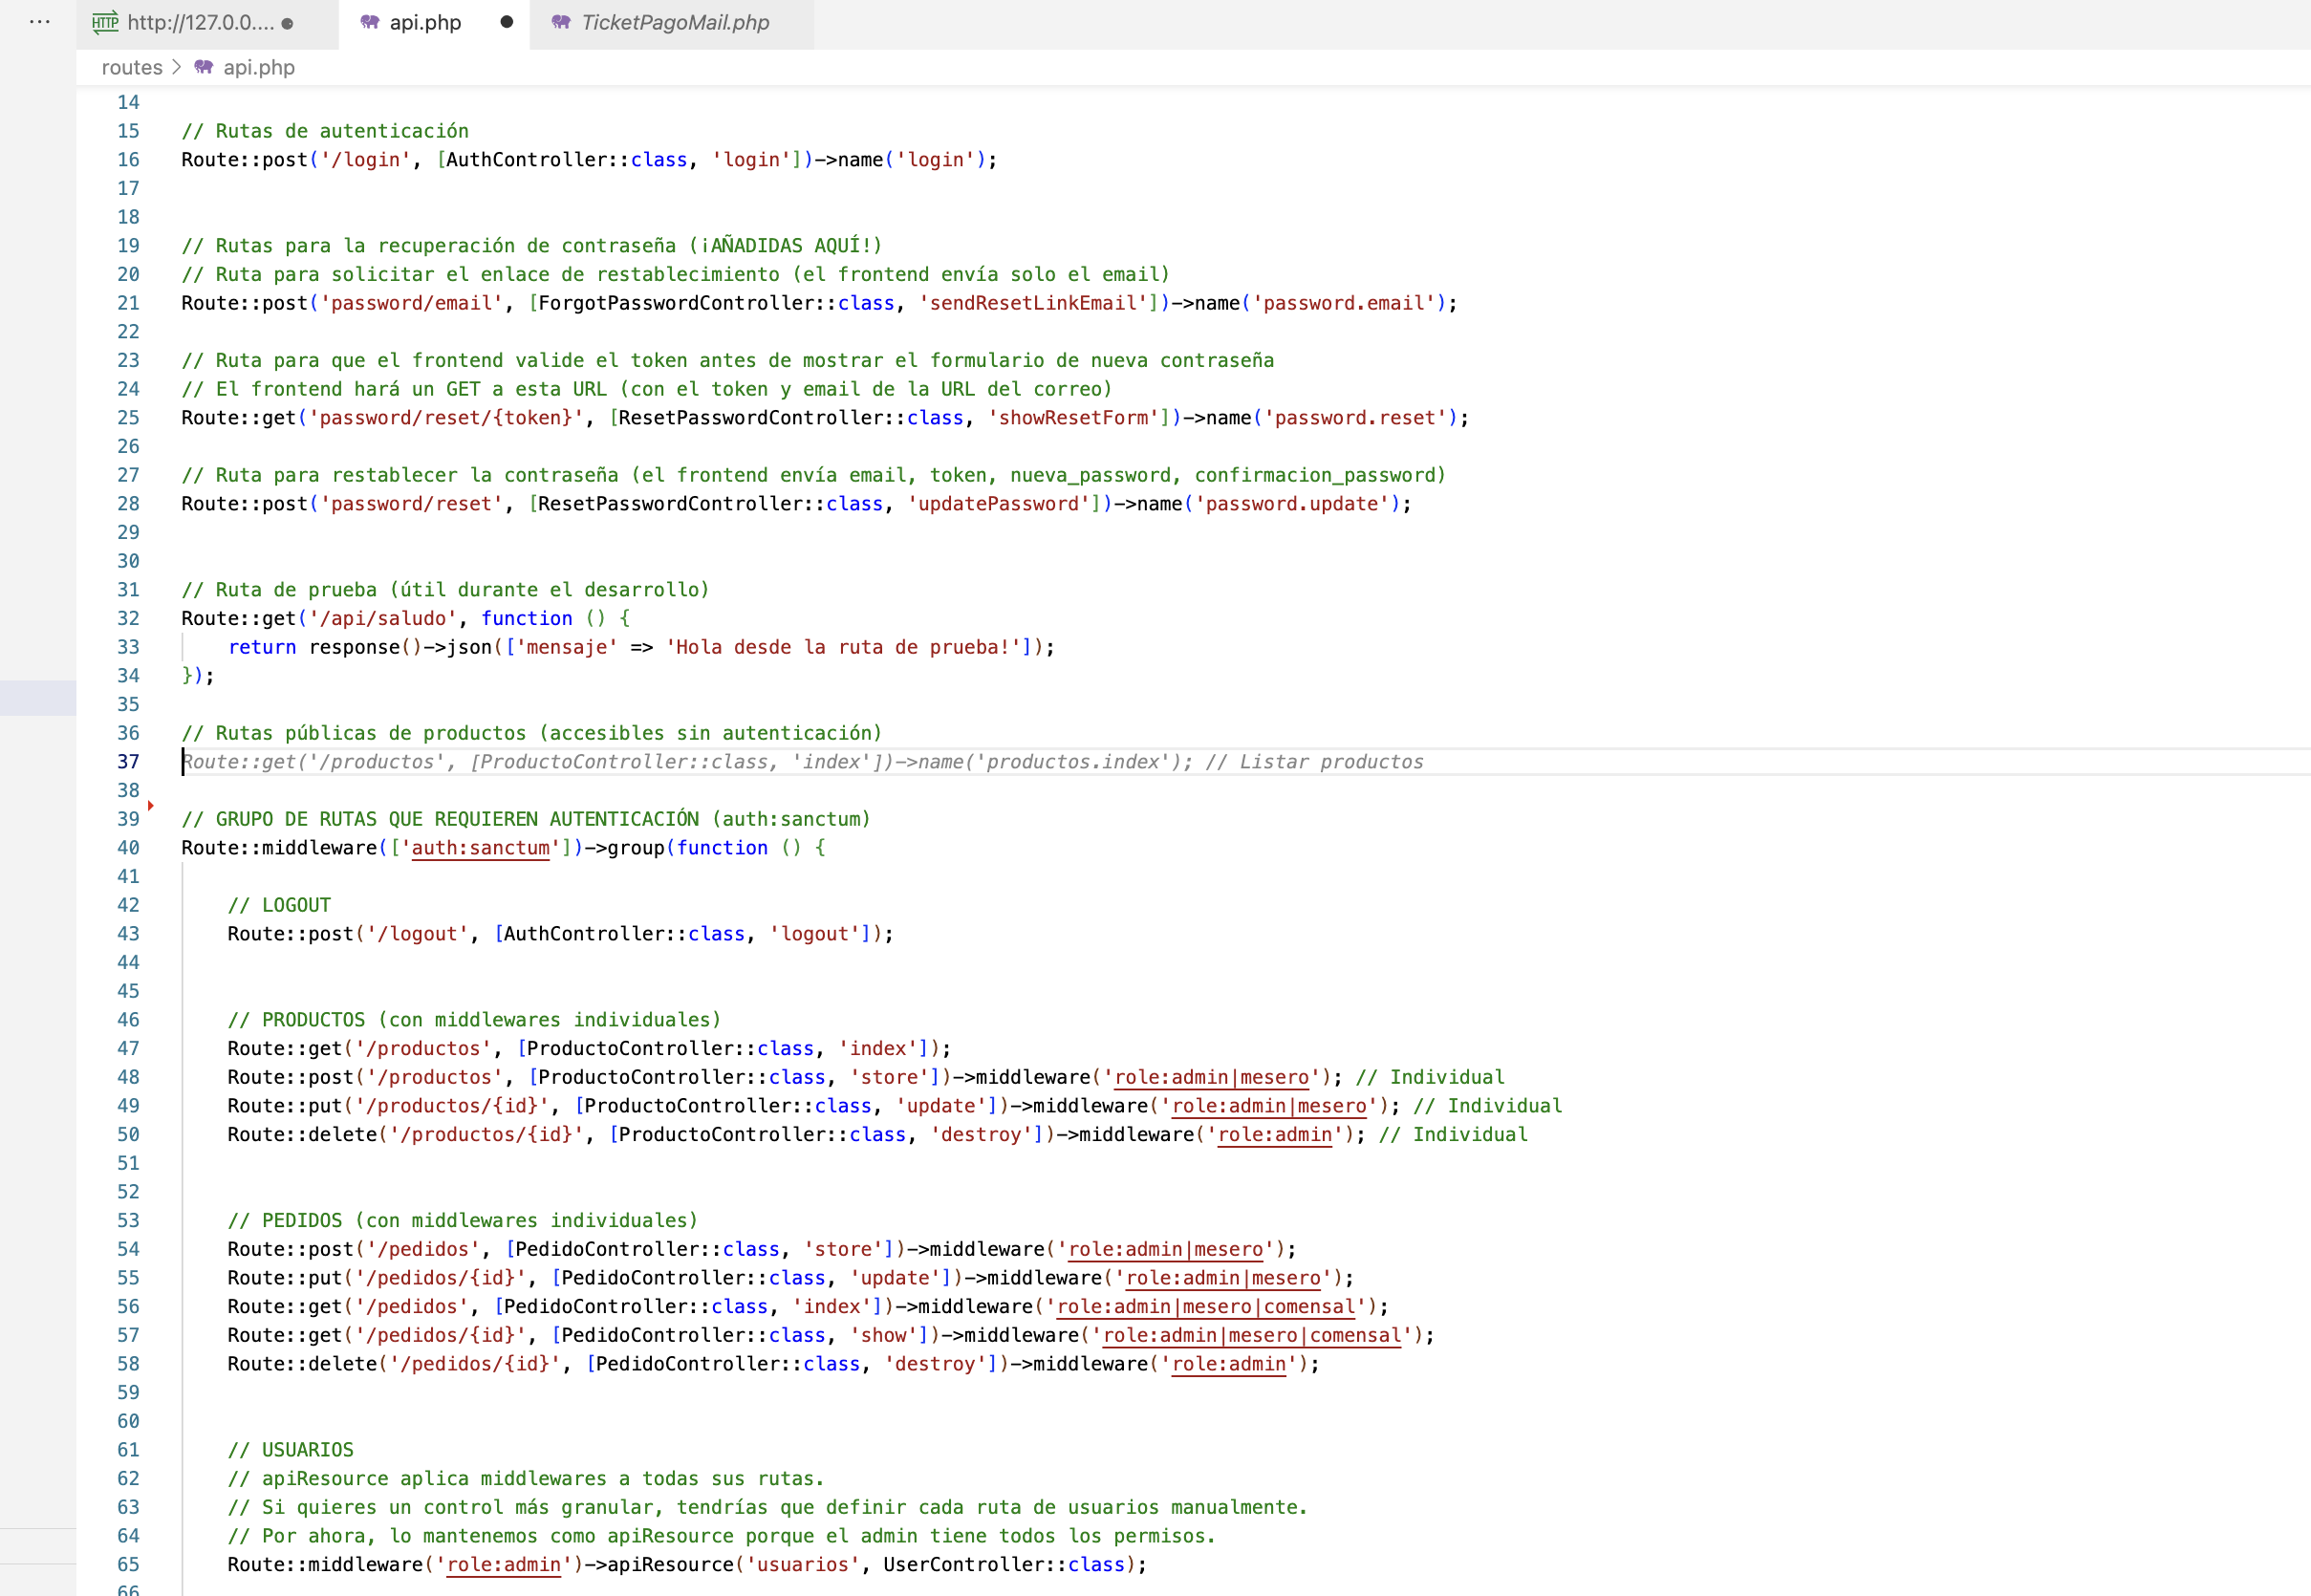 ··· http://127.0.0.... ● api.php ● TicketPagoMail.php
routes > api.php
14
15 // Rutas de autenticación
16 Route::post('/login', [AuthController::class, 'login'])->name('login');
17
18
19 // Rutas para la recuperación de contraseña (¡AÑADIDAS AQUÍ!)
20 // Ruta para solicitar el enlace de restablecimiento (el frontend envía solo el email)
21 Route::post('password/email', [ForgotPasswordController::class, 'sendResetLinkEmail'])->name('password.email');
22
23 // Ruta para que el frontend valide el token antes de mostrar el formulario de nueva contraseña
24 // El frontend hará un GET a esta URL (con el token y email de la URL del correo)
25 Route::get('password/reset/{token}', [ResetPasswordController::class, 'showResetForm'])->name('password.reset');
26
27 // Ruta para restablecer la contraseña (el frontend envía email, token, nueva_password, confirmacion_password)
28 Route::post('password/reset', [ResetPasswordController::class, 'updatePassword'])->name('password.update');
29
30
31 // Ruta de prueba (útil durante el desarrollo)
32 Route::get('/api/saludo', function () {
33     return response()->json(['mensaje' => 'Hola desde la ruta de prueba!']);
34 });
35
36 // Rutas públicas de productos (accesibles sin autenticación)
37 Route::get('/productos', [ProductoController::class, 'index'])->name('productos.index'); // Listar productos
38
39 // GRUPO DE RUTAS QUE REQUIEREN AUTENTICACIÓN (auth:sanctum)
40 Route::middleware(['auth:sanctum'])->group(function () {
41
42     // LOGOUT
43     Route::post('/logout', [AuthController::class, 'logout']);
44
45
46     // PRODUCTOS (con middlewares individuales)
47     Route::get('/productos', [ProductoController::class, 'index']);
48     Route::post('/productos', [ProductoController::class, 'store'])->middleware('role:admin|mesero'); // Individual
49     Route::put('/productos/{id}', [ProductoController::class, 'update'])->middleware('role:admin|mesero'); // Individual
50     Route::delete('/productos/{id}', [ProductoController::class, 'destroy'])->middleware('role:admin'); // Individual
51
52
53     // PEDIDOS (con middlewares individuales)
54     Route::post('/pedidos', [PedidoController::class, 'store'])->middleware('role:admin|mesero');
55     Route::put('/pedidos/{id}', [PedidoController::class, 'update'])->middleware('role:admin|mesero');
56     Route::get('/pedidos', [PedidoController::class, 'index'])->middleware('role:admin|mesero|comensal');
57     Route::get('/pedidos/{id}', [PedidoController::class, 'show'])->middleware('role:admin|mesero|comensal');
58     Route::delete('/pedidos/{id}', [PedidoController::class, 'destroy'])->middleware('role:admin');
59
60
61     // USUARIOS
62     // apiResource aplica middlewares a todas sus rutas.
63     // Si quieres un control más granular, tendrías que definir cada ruta de usuarios manualmente.
64     // Por ahora, lo mantenemos como apiResource porque el admin tiene todos los permisos.
65     Route::middleware('role:admin')->apiResource('usuarios', UserController::class);
66